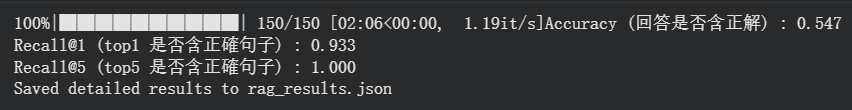 100%|██████████████| 150/150 [02:06<00:00,  1.19it/s]Accuracy (回答是否含正解) : 0.547
Recall@1 (top1 是否含正確句子) : 0.933
Recall@5 (top5 是否含正確句子) : 1.000
Saved detailed results to rag_results.json